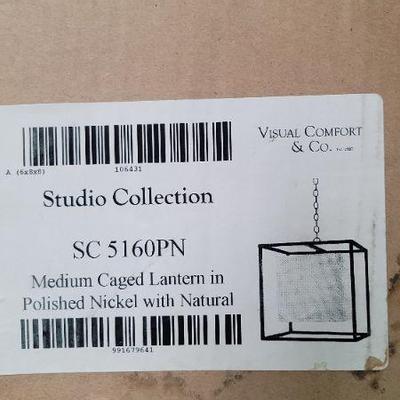 A (6x8x8)
106431
VISUAL COMFORT
& CO.
Studio Collection
SC 5160PN
Medium Caged Lantern in
Polished Nickel with Natural
991679641